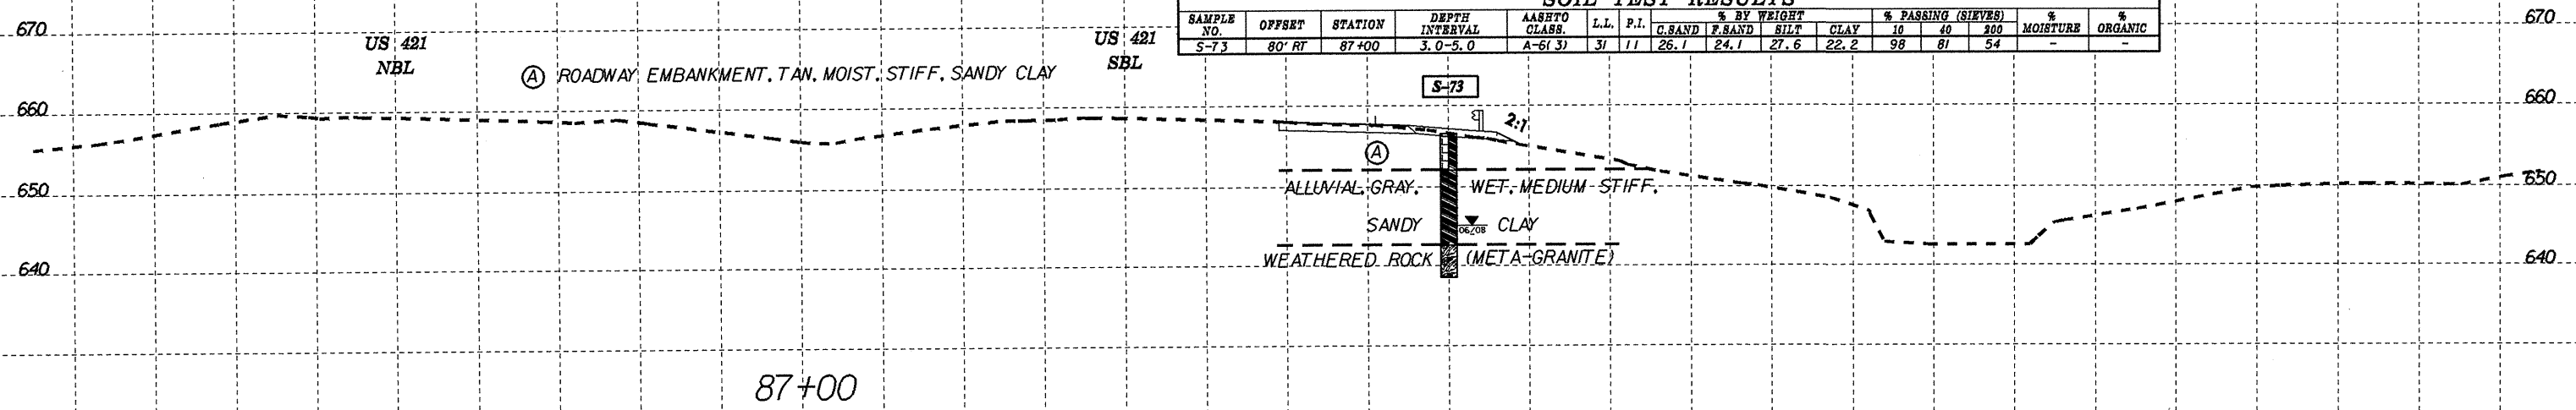 SOIL TEST RESULTS
SAMPLE NO. OFFSET STATION DEPTH INTERVAL AASHTO CLASS. L.L. P.I. % BY WEIGHT % PASSING (SIEVES) % MOISTURE % ORGANIC
C.SAND F.SAND SILT CLAY 10 40 200
S-73 80' RT 87+00 3.0-5.0 A-6(3) 31 11 26.1 24.1 27.6 22.2 98 81 54 - -
670 670
US 421 NBL
US 421 SBL
A ROADWAY EMBANKMENT, TAN, MOIST, STIFF, SANDY CLAY
S-73
660 660
2:1
A
650 650
ALLUVIAL, GRAY, WET, MEDIUM STIFF,
SANDY CLAY
06/08
WEATHERED ROCK (META-GRANITE)
640 640
87+00